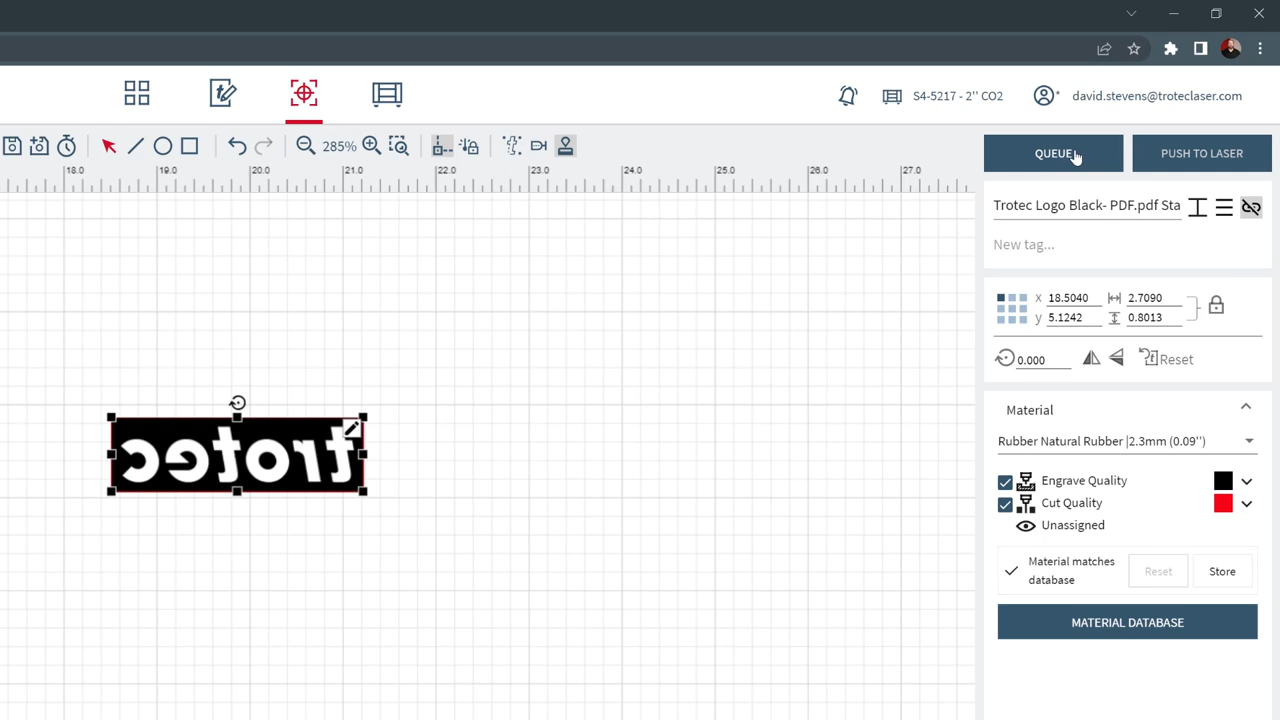 S4-5217 - 2'' CO2
david.stevens@troteclaser.com
285%
18.0 19.0 20.0 21.0 22.0 23.0 24.0 25.0 26.0 27.0
QUEUE
PUSH TO LASER
Trotec Logo Black- PDF.pdf Sta
New tag...
x 18.5040 2.7090
y 5.1242 0.8013
0.000 Reset
Material
Rubber Natural Rubber |2.3mm (0.09'')
Engrave Quality
Cut Quality
Unassigned
Material matches
database
Reset
Store
MATERIAL DATABASE
trotec